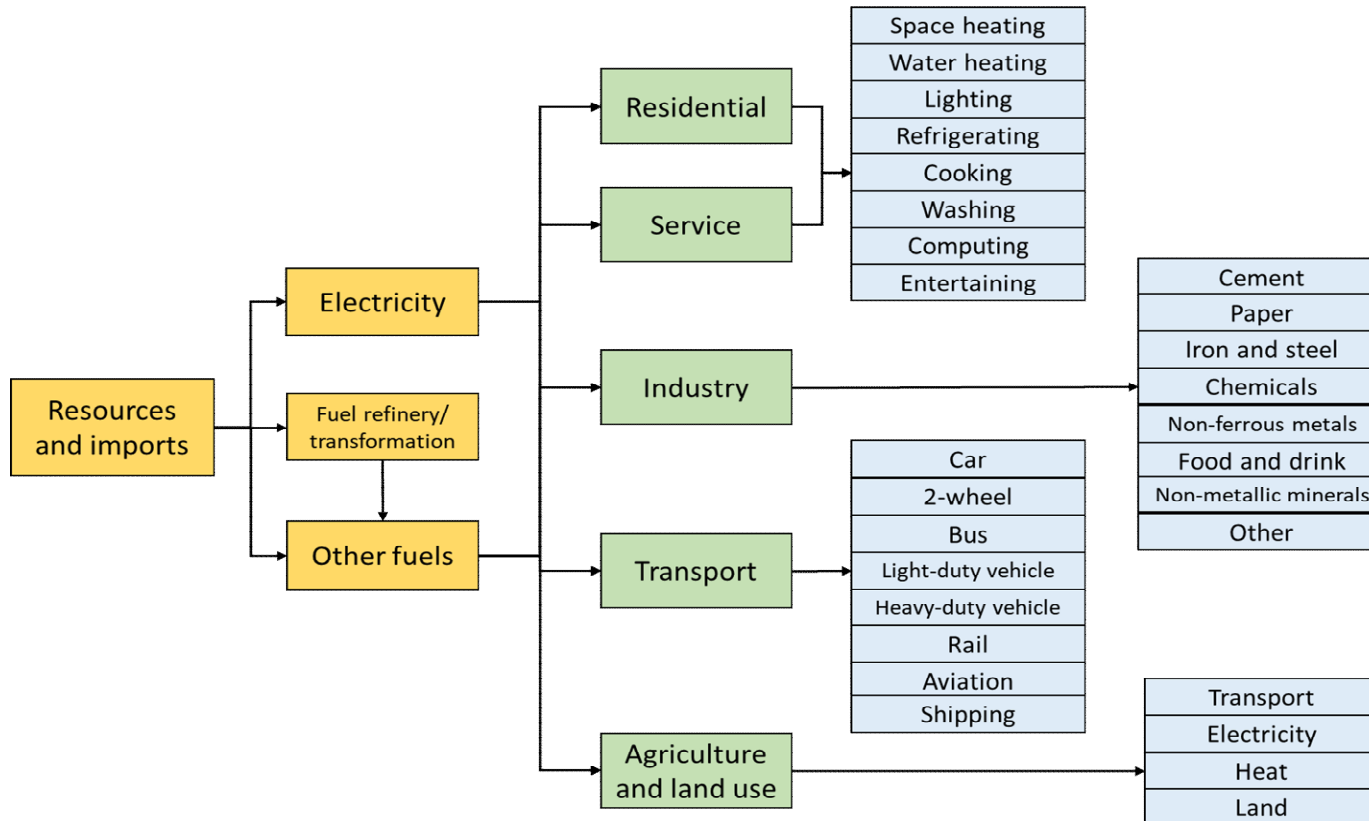 Resources
and imports
Electricity
Fuel refinery/
transformation
Other fuels
Residential
Service
Industry
Transport
Agriculture
and land use
Space heating
Water heating
Lighting
Refrigerating
Cooking
Washing
Computing
Entertaining
Car
2-wheel
Bus
Light-duty vehicle
Heavy-duty vehicle
Rail
Aviation
Shipping
Cement
Paper
Iron and steel
Chemicals
Non-ferrous metals
Food and drink
Non-metallic minerals
Other
Transport
Electricity
Heat
Land